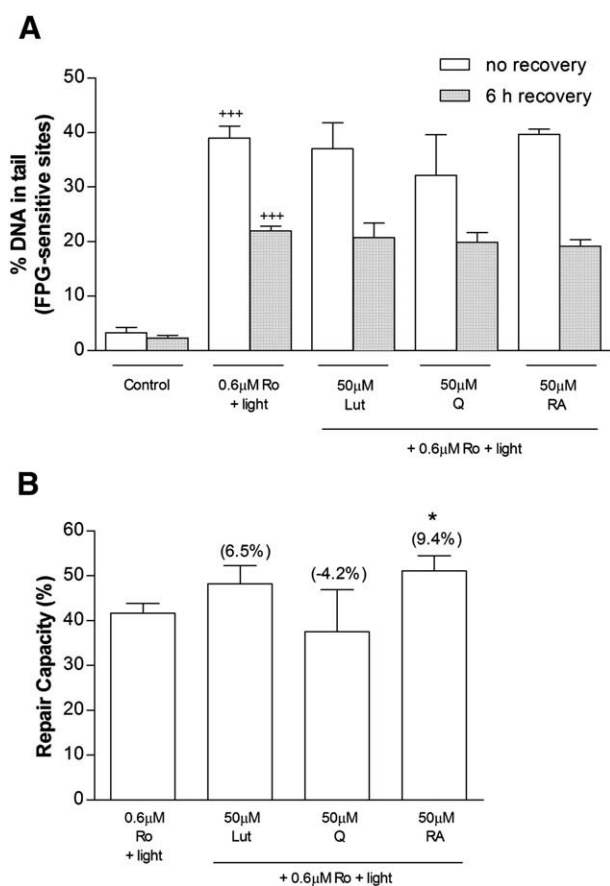 A
no recovery
6 h recovery
% DNA in tail
(FPG-sensitive sites)
50
40
30
20
10
0
+++
+++
Control
0.6µM Ro
+ light
50µM
Lut
50µM
Q
50µM
RA
+ 0.6µM Ro + light
B
Repair Capacity (%)
60
50
40
30
20
10
0
(6.5%)
(-4.2%)
*
(9.4%)
0.6µM
Ro
+ light
50µM
Lut
50µM
Q
50µM
RA
+ 0.6µM Ro + light